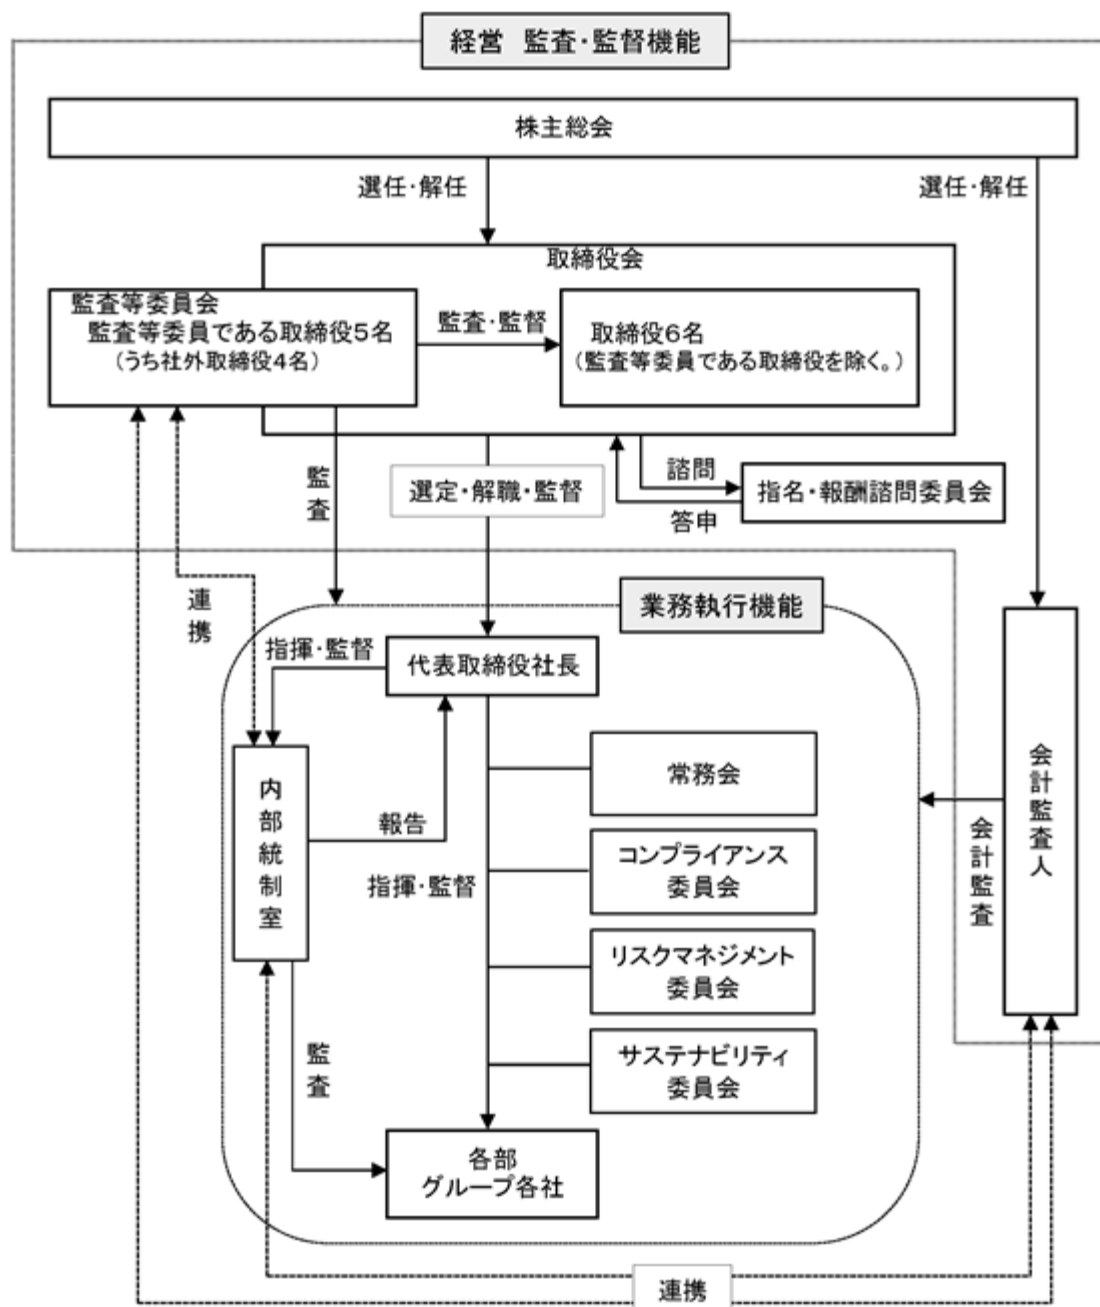 経営　監査・監督機能
株主総会
選任・解任
選任・解任
取締役会
監査等委員会
監査等委員である取締役5名
（うち社外取締役4名）
監査・監督
取締役6名
（監査等委員である取締役を除く。）
監査
選定・解職・監督
諮問
答申
指名・報酬諮問委員会
連携
業務執行機能
指揮・監督
代表取締役社長
内部統制室
報告
指揮・監督
常務会
コンプライアンス
委員会
リスクマネジメント
委員会
サステナビリティ
委員会
会計監査
会計監査人
監査
各部
グループ各社
連携